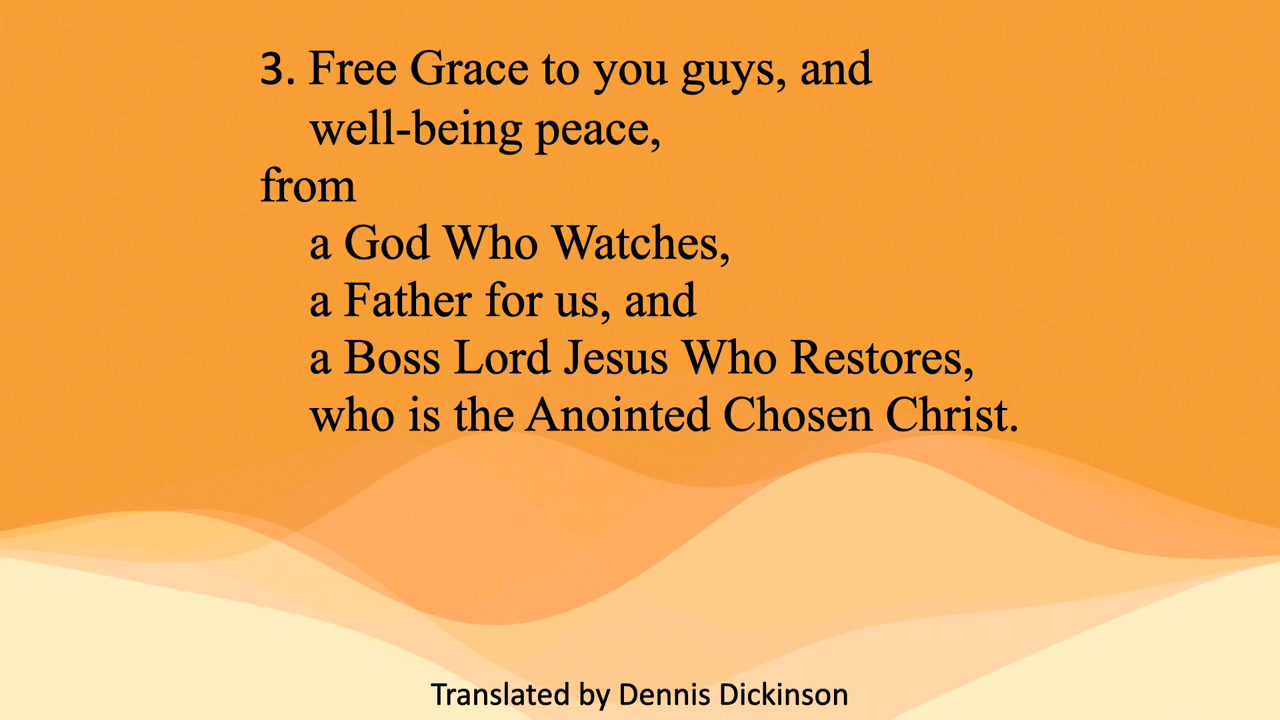 3. Free Grace to you guys, and
well-being peace,
from
a God Who Watches,
a Father for us, and
a Boss Lord Jesus Who Restores,
who is the Anointed Chosen Christ.
Translated by Dennis Dickinson